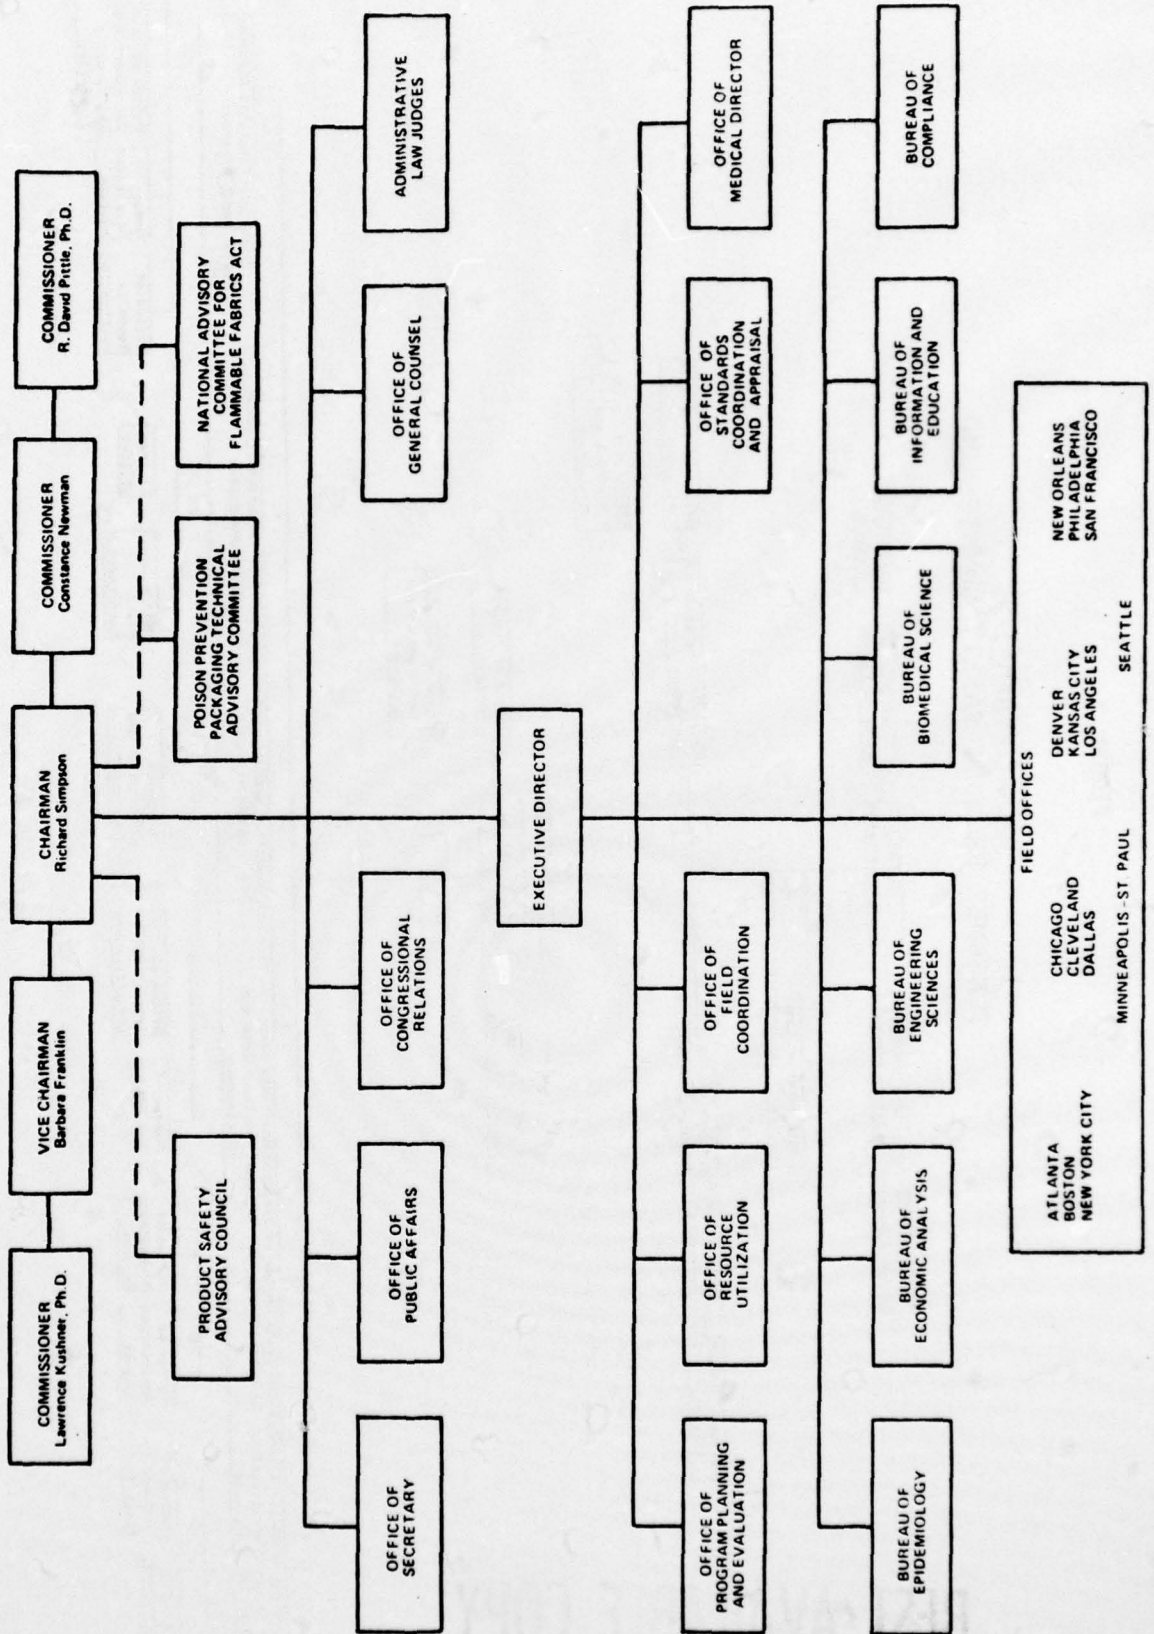 COMMISSIONER
Lawrence Kushner, Ph.D.
VICE CHAIRMAN
Barbara Franklin
CHAIRMAN
Richard Simpson
COMMISSIONER
Constance Newman
COMMISSIONER
R. David Pittle, Ph.D.
PRODUCT SAFETY
ADVISORY COUNCIL
POISON PREVENTION
PACKAGING TECHNICAL
ADVISORY COMMITTEE
NATIONAL ADVISORY
COMMITTEE FOR
FLAMMABLE FABRICS ACT
OFFICE OF
SECRETARY
OFFICE OF
PUBLIC AFFAIRS
OFFICE OF
CONGRESSIONAL
RELATIONS
OFFICE OF
GENERAL COUNSEL
ADMINISTRATIVE
LAW JUDGES
EXECUTIVE DIRECTOR
OFFICE OF
PROGRAM PLANNING
AND EVALUATION
OFFICE OF
RESOURCE
UTILIZATION
OFFICE OF
FIELD
COORDINATION
OFFICE OF
STANDARDS
COORDINATION
AND APPRAISAL
OFFICE OF
MEDICAL DIRECTOR
BUREAU OF
EPIDEMIOLOGY
BUREAU OF
ECONOMIC ANALYSIS
BUREAU OF
ENGINEERING
SCIENCES
BUREAU OF
BIOMEDICAL SCIENCE
BUREAU OF
INFORMATION AND
EDUCATION
BUREAU OF
COMPLIANCE
FIELD OFFICES
ATLANTA
BOSTON
NEW YORK CITY
CHICAGO
CLEVELAND
DALLAS
DENVER
KANSAS CITY
LOS ANGELES
NEW ORLEANS
PHILADELPHIA
SAN FRANCISCO
MINNEAPOLIS-ST PAUL
SEATTLE